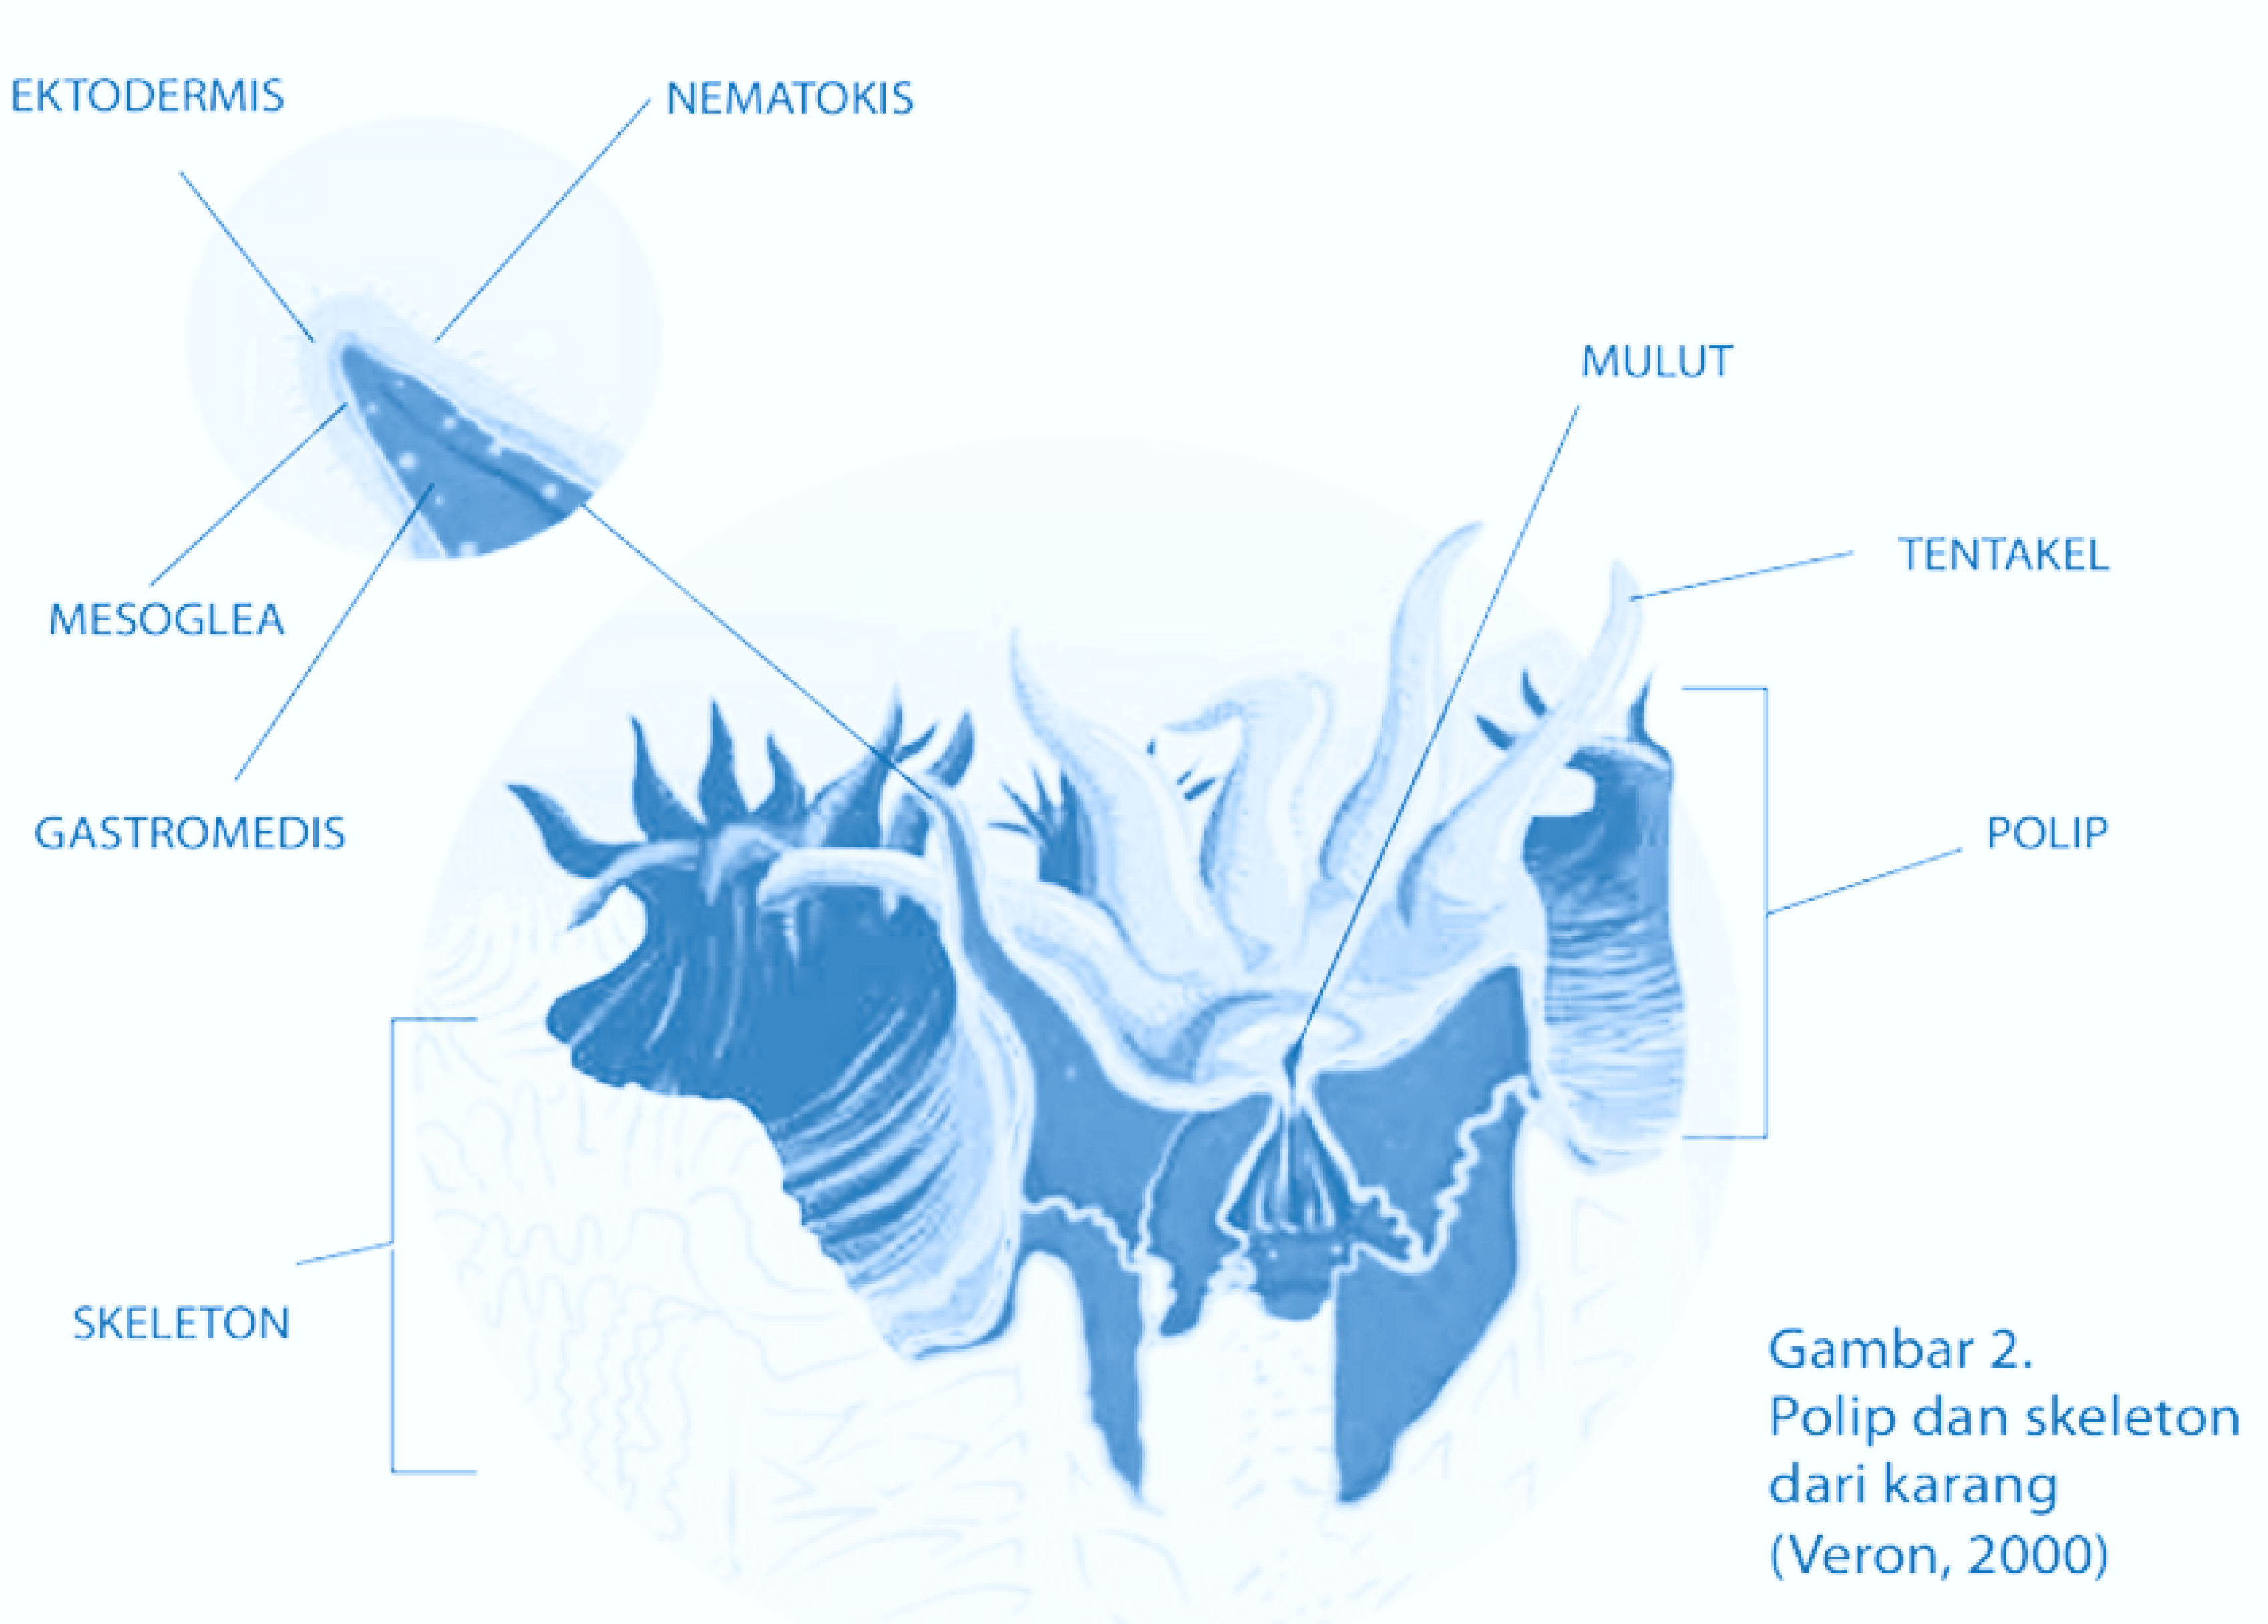 EKTODERMIS
NEMATOKIS
MULUT
TENTAKEL
MESOGLEA
GASTROMEDIS
POLIP
SKELETON
Gambar 2.
Polip dan skeleton
dari karang
(Veron, 2000)